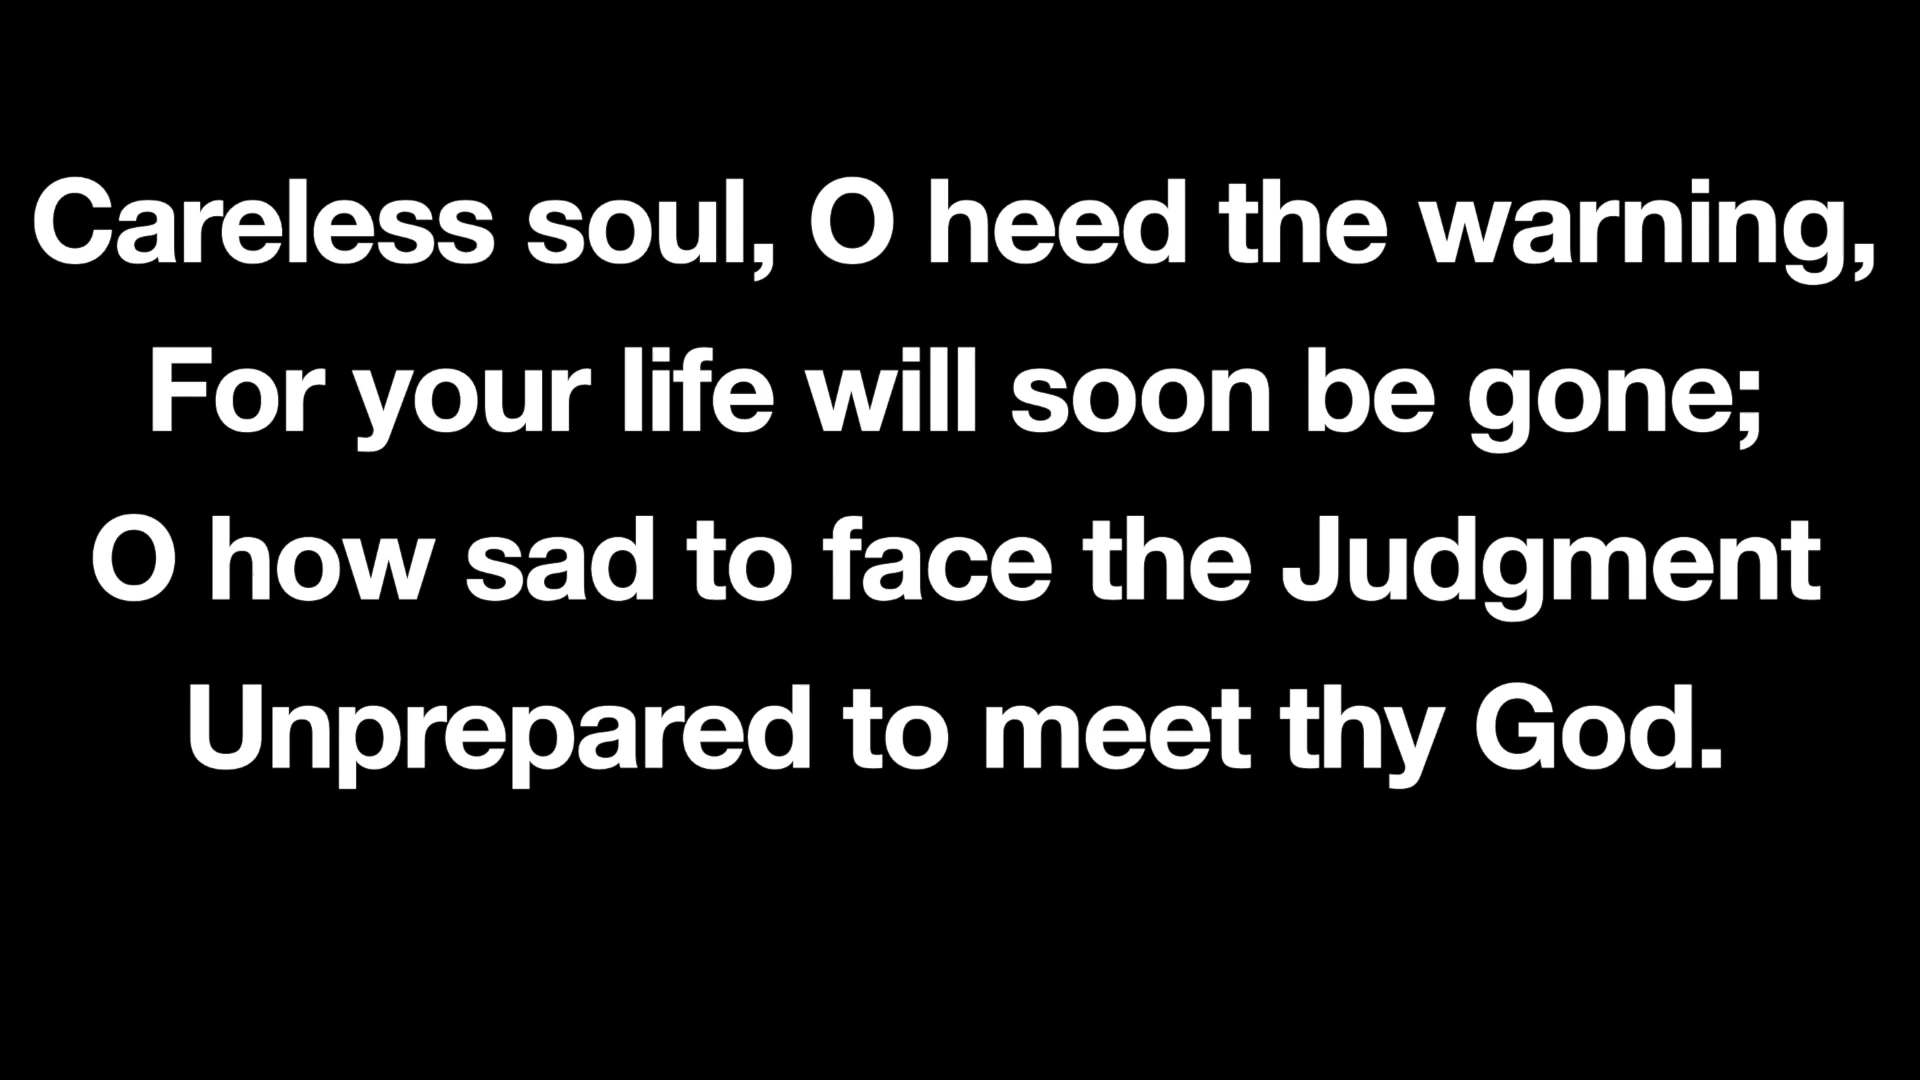 Careless soul, O heed the warning,
For your life will soon be gone;
O how sad to face the Judgment
Unprepared to meet thy God.